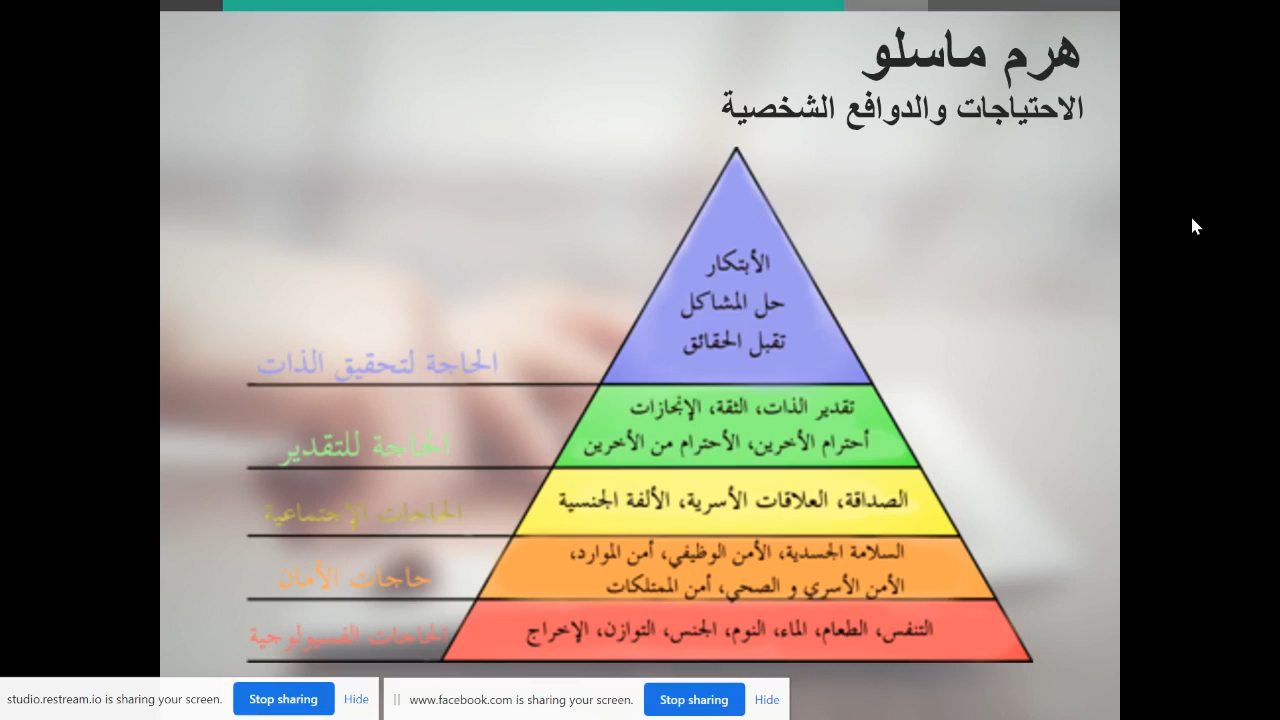 هرم ماسلو
الاحتياجات والدوافع الشخصية
الأبتكار
حل المشاكل
تقبل الحقائق
الحاجة لتحقيق الذات
تقدير الذات، الثقة، الإنجازات
أحترام الأخرين، الأحترام من الأخرين
الحاجة للتقدير
الصداقة، العلاقات الأسرية، الألفة الجنسية
الحاجات الإجتماعية
السلامة الجسدية، الأمن الوظيفي، أمن الموارد،
الأمن الأسري و الصحي، أمن الممتلكات
حاجات الأمان
التنفس، الطعام، الماء، النوم، الجنس، التوازن، الإخراج
الحاجات الفسيولوجية
studio.restream.io is sharing your screen. Stop sharing Hide
www.facebook.com is sharing your screen. Stop sharing Hide